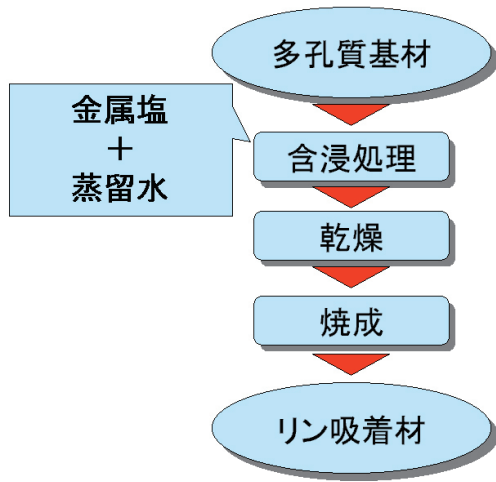 多孔質基材
金属塩
＋
蒸留水
含浸処理
乾燥
焼成
リン吸着材